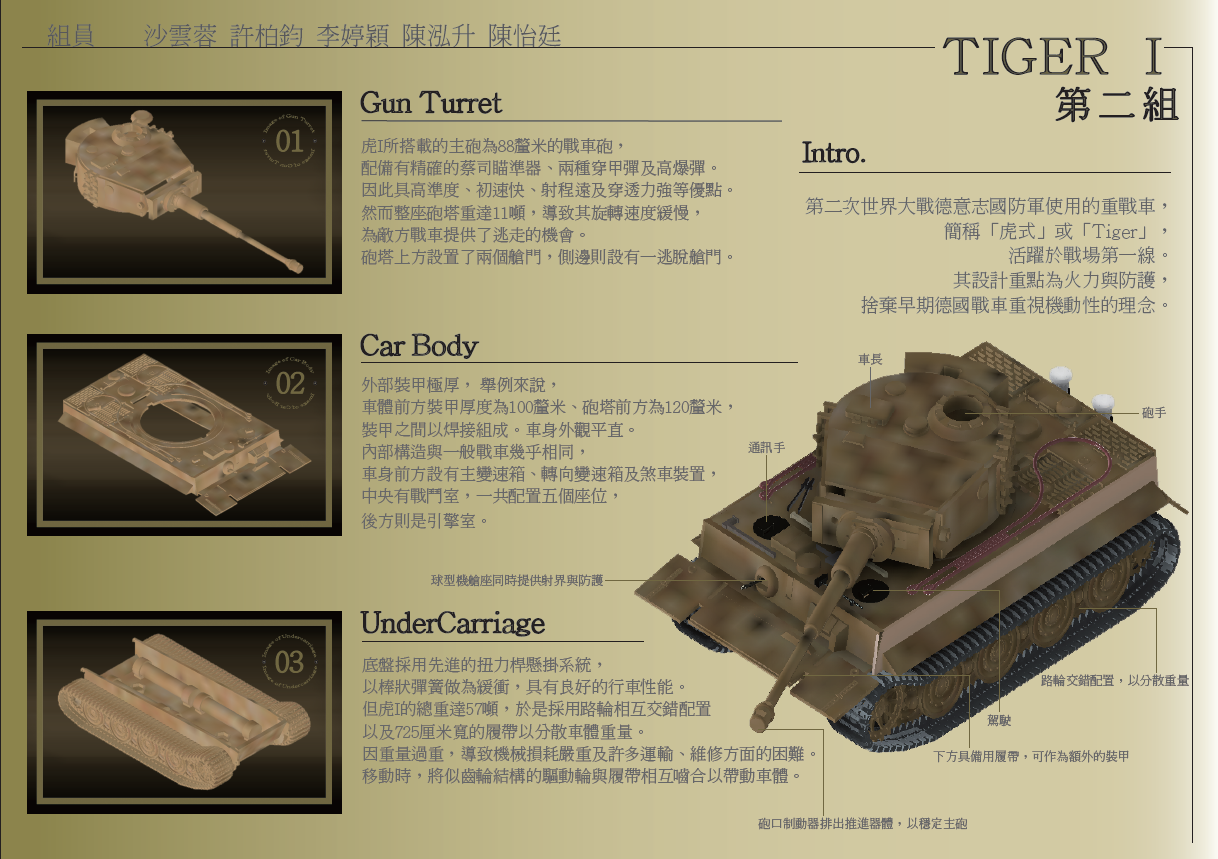 組員 沙雲蓉 許柏鈞 李婷穎 陳泓升 陳怡廷
TIGER I
第二組
Intro.
第二次世界大戰德意志國防軍使用的重戰車，
簡稱「虎式」或「Tiger」，
活躍於戰場第一線。
其設計重點為火力與防護，
捨棄早期德國戰車重視機動性的理念。
01
Gun Turret
虎I所搭載的主砲為88釐米的戰車砲，
配備有精確的蔡司瞄準器、兩種穿甲彈及高爆彈。
因此具高準度、初速快、射程遠及穿透力強等優點。
然而整座砲塔重達11噸，導致其旋轉速度緩慢，
為敵方戰車提供了逃走的機會。
砲塔上方設置了兩個艙門，側邊則設有一逃脫艙門。
02
Car Body
外部裝甲極厚， 舉例來說，
車體前方裝甲厚度為100釐米、砲塔前方為120釐米，
裝甲之間以焊接組成。車身外觀平直。
內部構造與一般戰車幾乎相同，
車身前方設有主變速箱、轉向變速箱及煞車裝置，
中央有戰鬥室，一共配置五個座位，
後方則是引擎室。
03
UnderCarriage
底盤採用先進的扭力桿懸掛系統，
以棒狀彈簧做為緩衝，具有良好的行車性能。
但虎I的總重達57噸，於是採用路輪相互交錯配置
以及725厘米寬的履帶以分散車體重量。
因重量過重，導致機械損耗嚴重及許多運輸、維修方面的困難。
移動時，將似齒輪結構的驅動輪與履帶相互嚙合以帶動車體。
車長
砲手
通訊手
球型機艙座同時提供射界與防護
路輪交錯配置，以分散重量
駕駛
下方具備用履帶，可作為額外的裝甲
砲口制動器排出推進器體，以穩定主砲